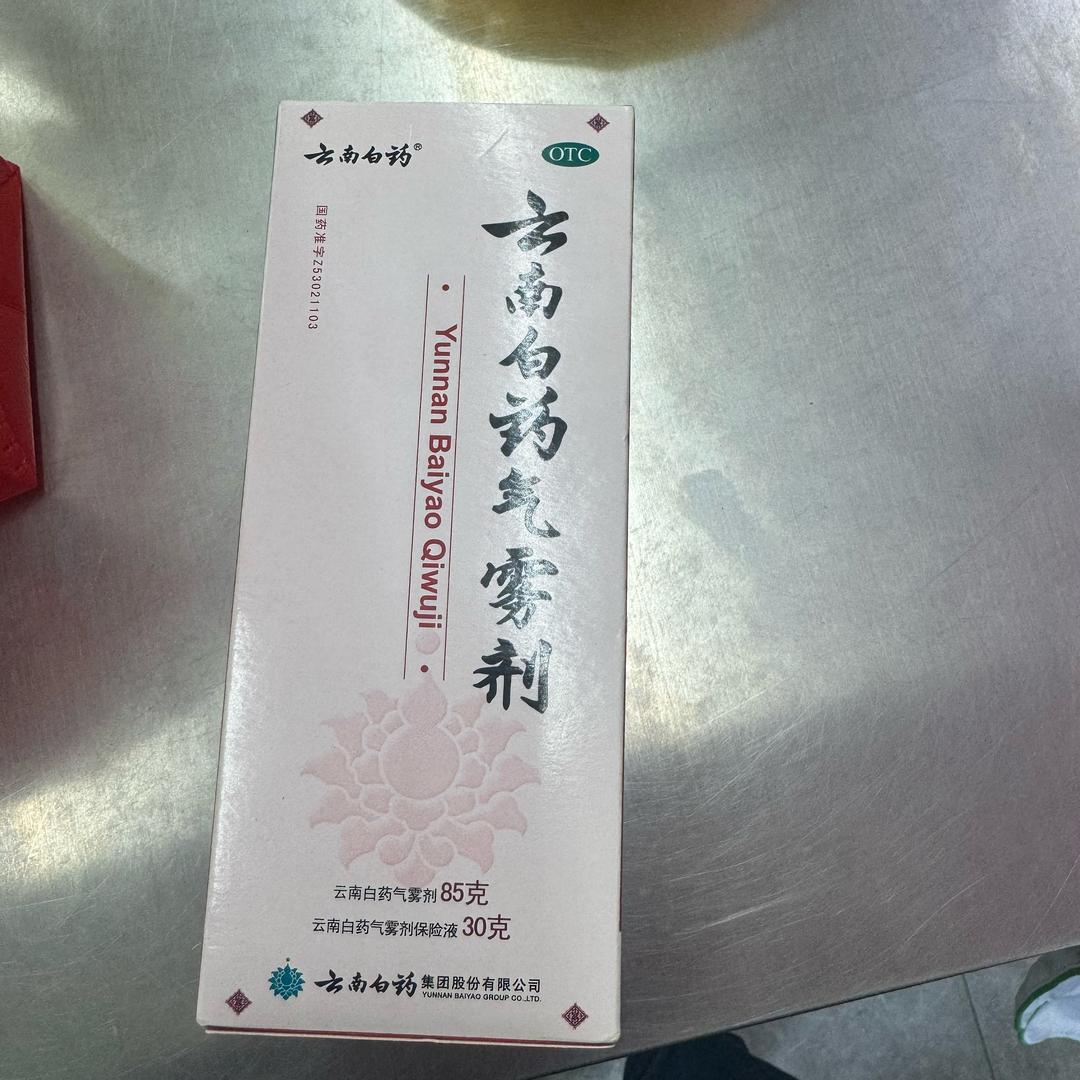 云南白药®
OTC
国药准字Z53021103
云南白药气雾剂
Yunnan Baiyao Qiwuji
云南白药气雾剂 85克
云南白药气雾剂保险液 30克
云南白药集团股份有限公司
YUNNAN BAIYAO GROUP CO.,LTD.